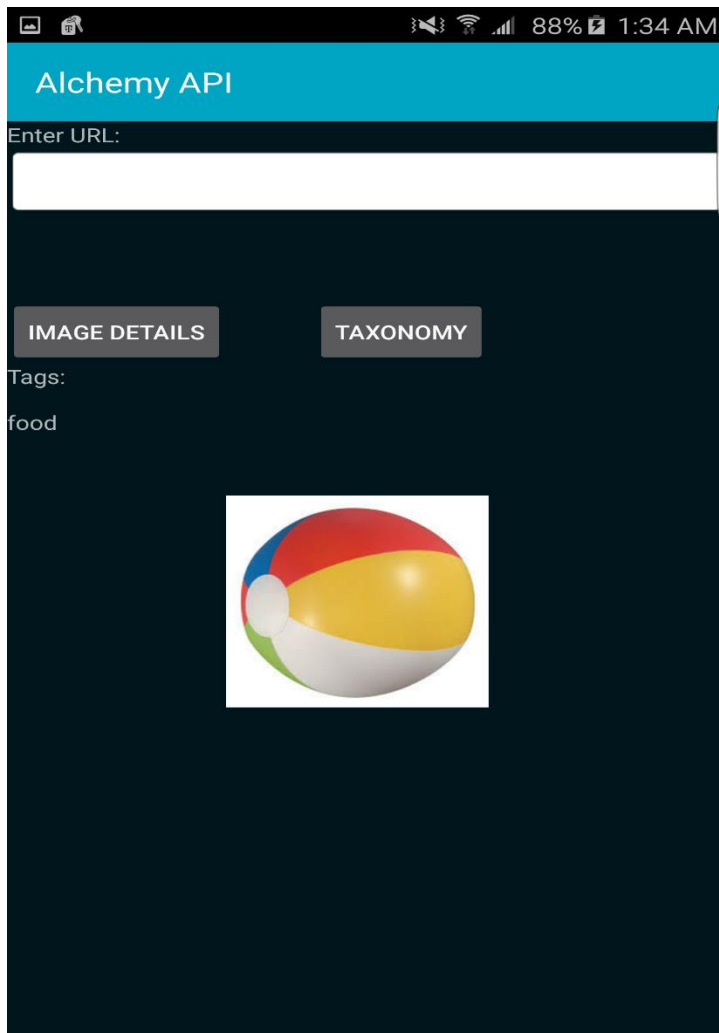 88% 1:34 AM
Alchemy API
Enter URL:
IMAGE DETAILS TAXONOMY
Tags:
food